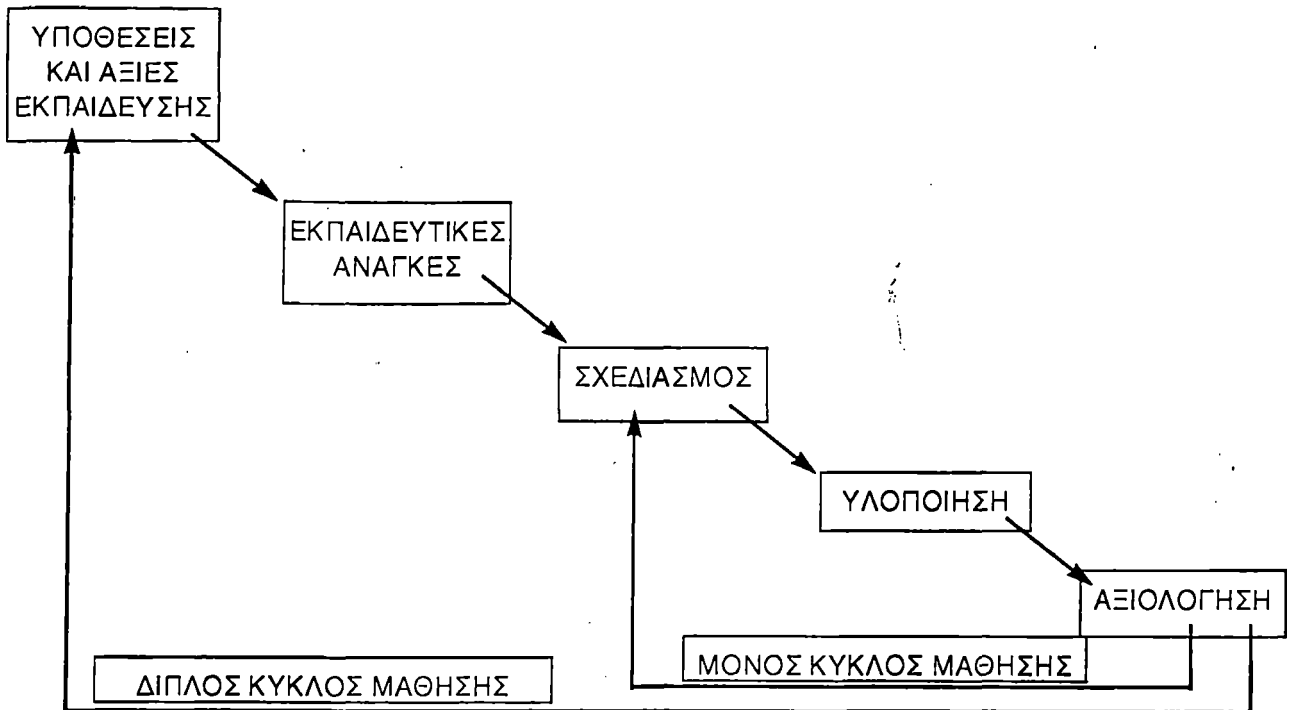 ΥΠΟΘΕΣΕΙΣ
ΚΑΙ ΑΞΙΕΣ
ΕΚΠΑΙΔΕΥΣΗΣ
ΕΚΠΑΙΔΕΥΤΙΚΕΣ
ΑΝΑΓΚΕΣ
ΣΧΕΔΙΑΣΜΟΣ
ΥΛΟΠΟΙΗΣΗ
ΑΞΙΟΛΟΓΗΣΗ
ΜΟΝΟΣ ΚΥΚΛΟΣ ΜΑΘΗΣΗΣ
ΔΙΠΛΟΣ ΚΥΚΛΟΣ ΜΑΘΗΣΗΣ